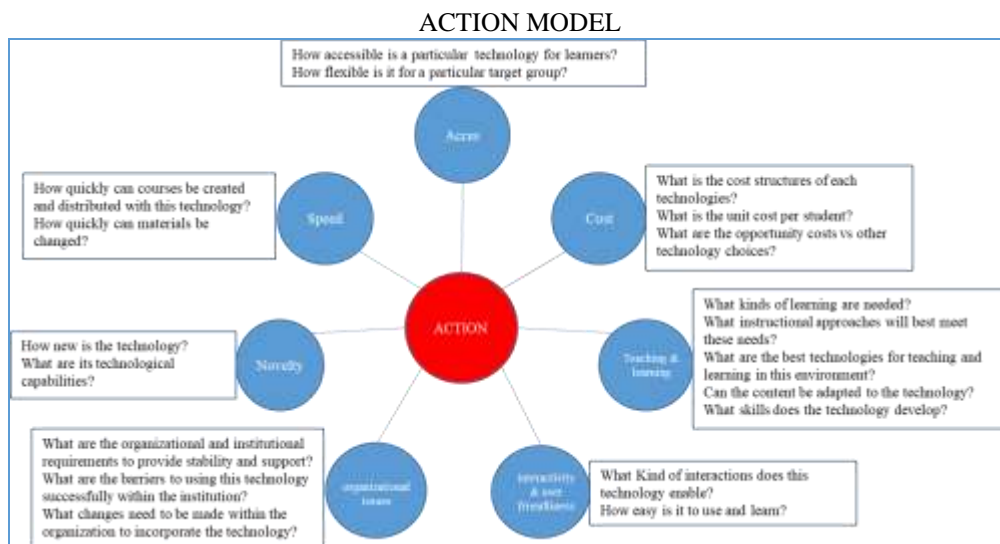 ACTION MODEL
How accessible is a particular technology for learners?
How flexible is it for a particular target group?
Acces
How quickly can courses be created
and distributed with this technology?
How quickly can materials be
changed?
Speed
Cost
What is the cost structures of each
technologies?
What is the unit cost per student?
What are the opportunity costs vs other
technology choices?
ACTION
How new is the technology?
What are its technological
capabilities?
Novelty
Teaching &
learning
What kinds of learning are needed?
What instructional approaches will best meet
these needs?
What are the best technologies for teaching and
learning in this environment?
Can the content be adapted to the technology?
What skills does the technology develop?
What are the organizational and institutional
requirements to provide stability and support?
What are the barriers to using this technology
successfully within the institution?
What changes need to be made within the
organization to incorporate the technology?
organizational
issues
interactivity
& user
friendliness
What Kind of interactions does this
technology enable?
How easy is it to use and learn?